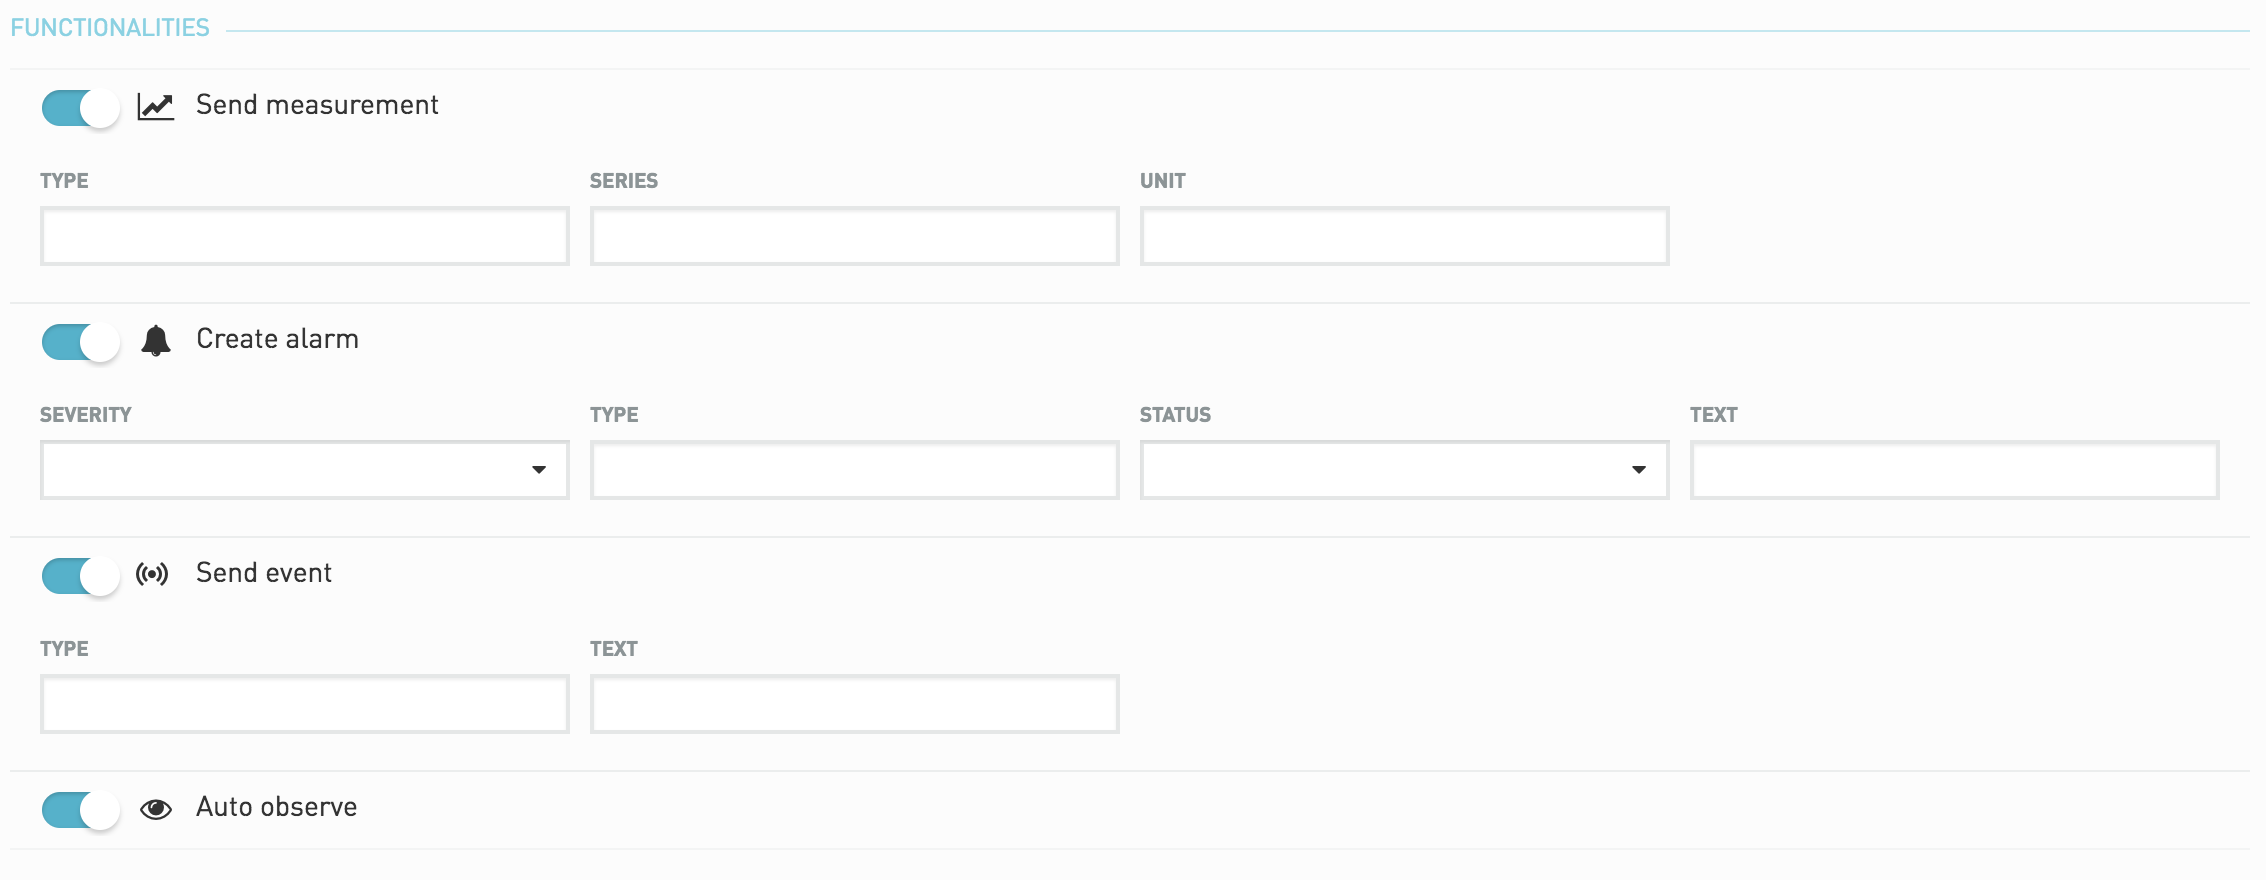 FUNCTIONALITIES
Send measurement
TYPE SERIES UNIT
Create alarm
SEVERITY TYPE STATUS TEXT
Send event
TYPE TEXT
Auto observe